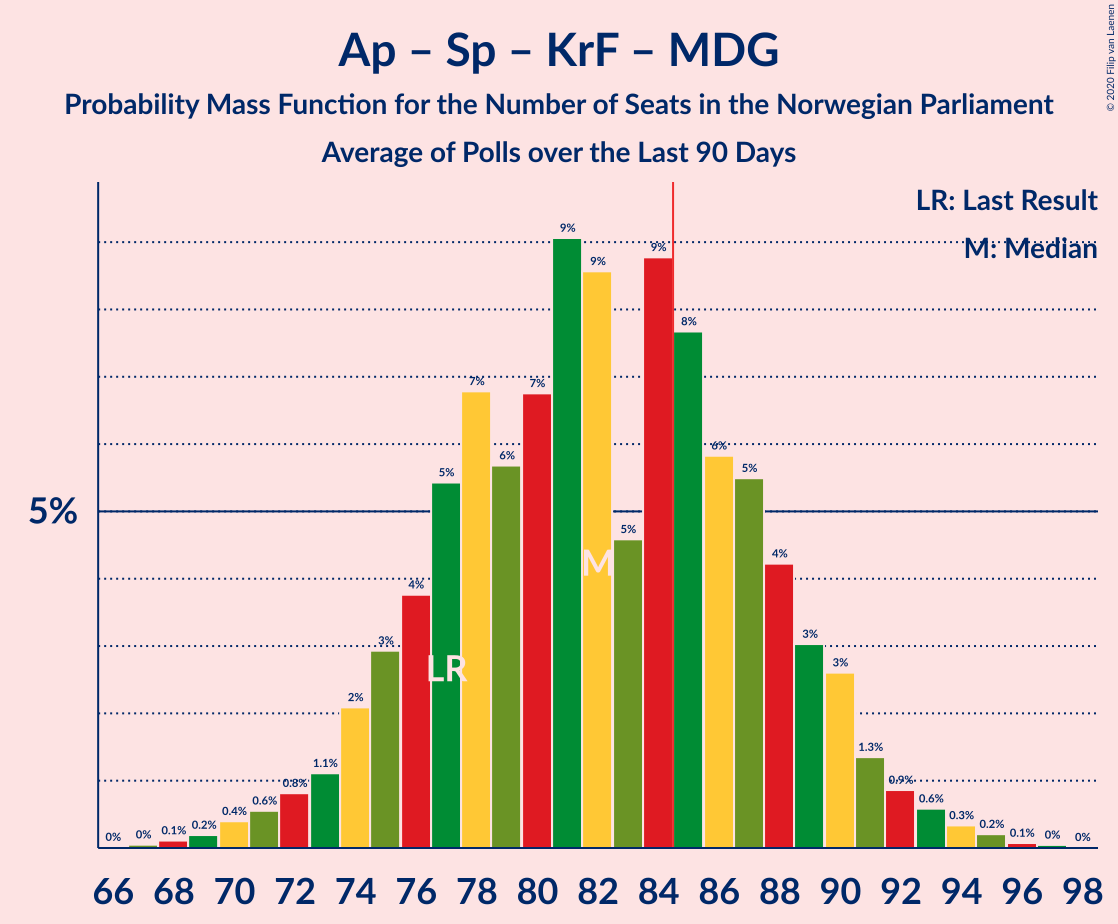 Ap – Sp – KrF – MDG
Probability Mass Function for the Number of Seats in the Norwegian Parliament
Average of Polls over the Last 90 Days
© 2020 Filip van Laenen
LR: Last Result
M: Median
5%
0% 0% 0.1% 0.2% 0.4% 0.6% 0.8% 1.1% 2% 3% 4% 5% 7% 6% 7% 9% 9% 5% 9% 8% 6% 5% 4% 3% 3% 1.3% 0.9% 0.6% 0.3% 0.2% 0.1% 0% 0%
LR
M
66 68 70 72 74 76 78 80 82 84 86 88 90 92 94 96 98